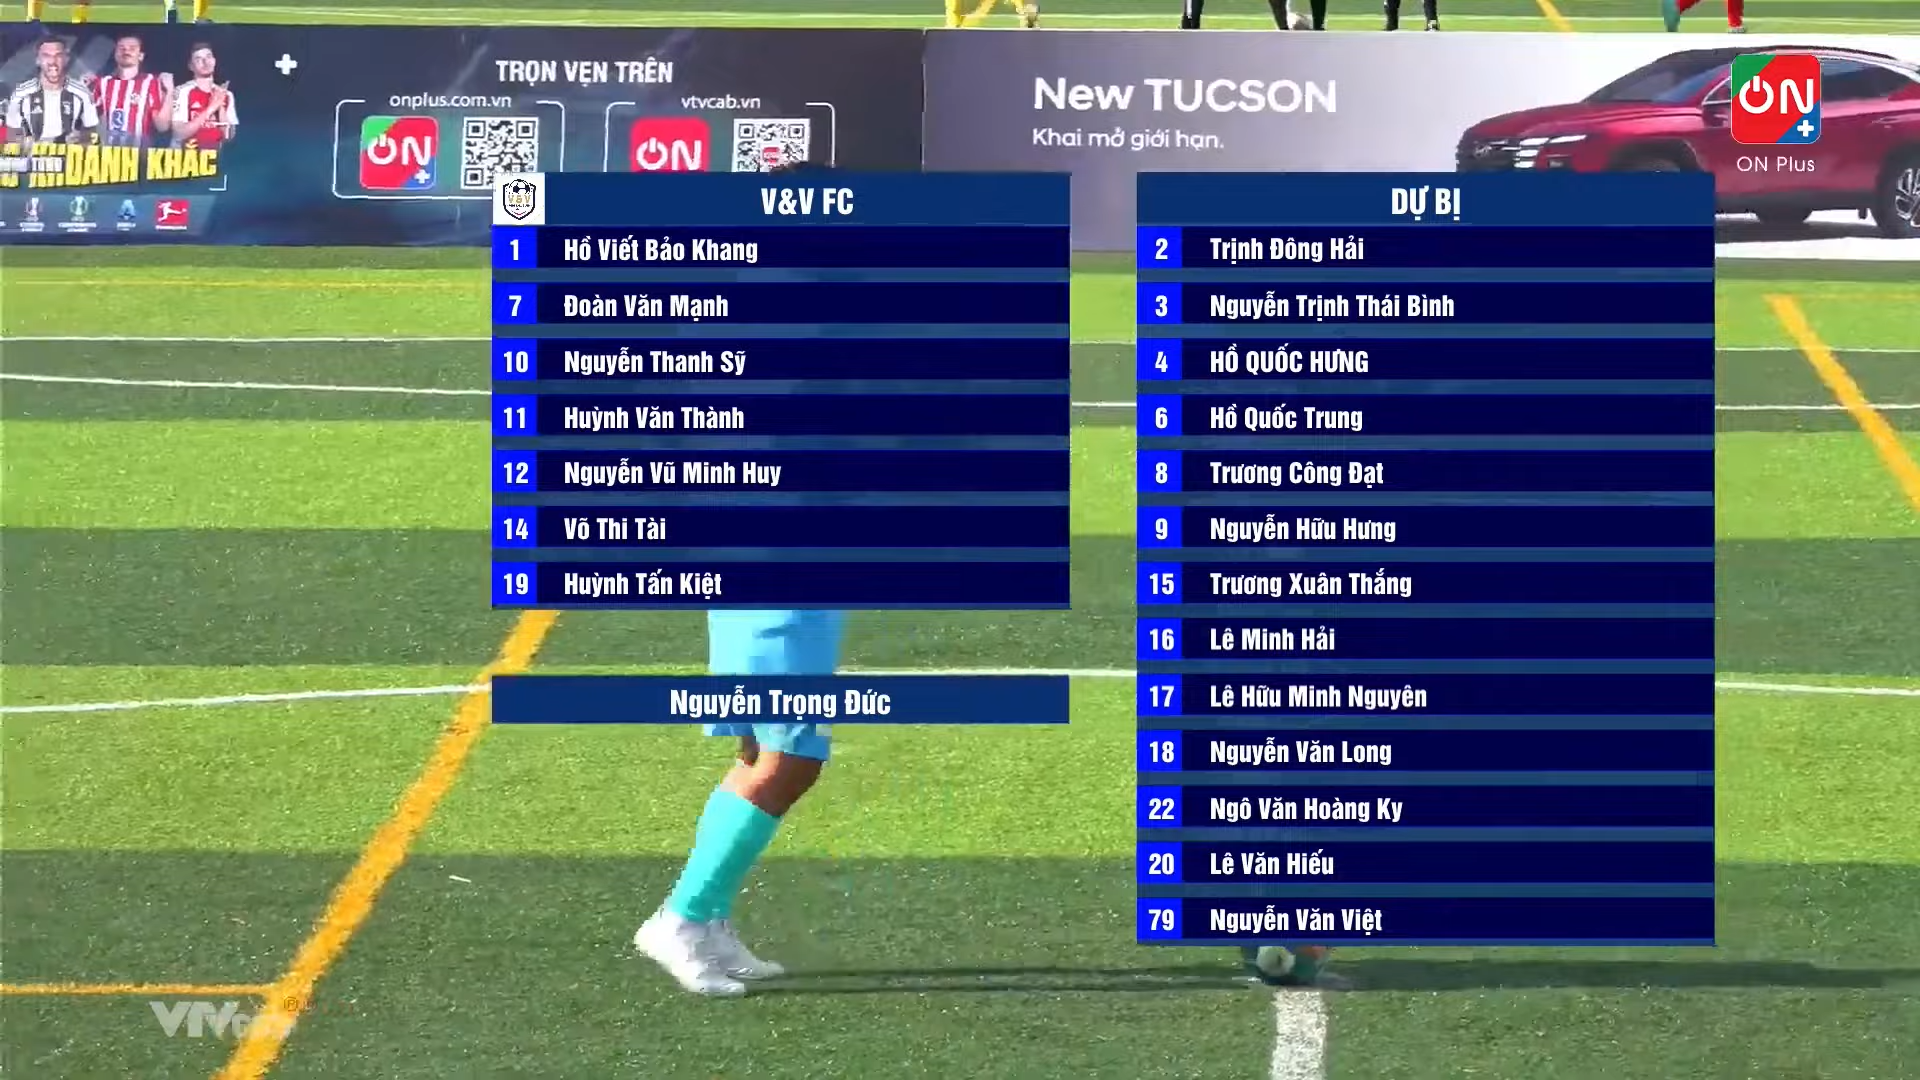 TRỌN VẸN TRÊN
onplus.com.vn
vtvcab.vn
ON
ON
ĐẢNH KHẮC
New TUCSON
Khai mở giới hạn.
ON
ON Plus
V&V FC
1 Hồ Viết Bảo Khang
7 Đoàn Văn Mạnh
10 Nguyễn Thanh Sỹ
11 Huỳnh Văn Thành
12 Nguyễn Vũ Minh Huy
14 Võ Thi Tài
19 Huỳnh Tấn Kiệt
Nguyễn Trọng Đức
DỰ BỊ
2 Trịnh Đông Hải
3 Nguyễn Trịnh Thái Bình
4 HỒ QUỐC HƯNG
6 Hồ Quốc Trung
8 Trương Công Đạt
9 Nguyễn Hữu Hưng
15 Trương Xuân Thắng
16 Lê Minh Hải
17 Lê Hữu Minh Nguyên
18 Nguyễn Văn Long
22 Ngô Văn Hoàng Ky
20 Lê Văn Hiếu
79 Nguyễn Văn Việt
VTVcab